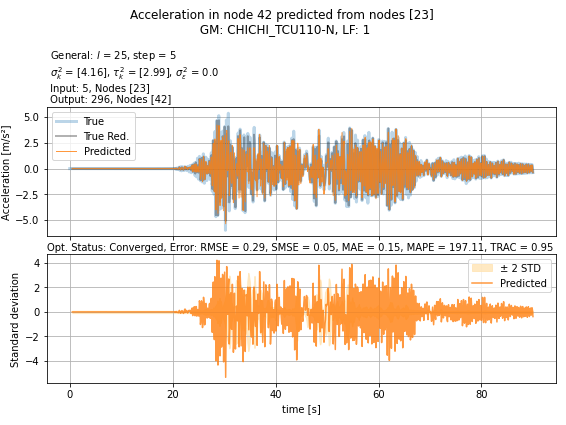 Acceleration in node 42 predicted from nodes [23]
GM: CHICHI_TCU110-N, LF: 1
General: l = 25, step = 5
σ²ₖ = [4.16], τ²ₖ = [2.99], σ²ε = 0.0
Input: 5, Nodes [23]
Output: 296, Nodes [42]
Acceleration [m/s²]
5.0
2.5
0.0
−2.5
−5.0
True
True Red.
Predicted
Opt. Status: Converged, Error: RMSE = 0.29, SMSE = 0.05, MAE = 0.15, MAPE = 197.11, TRAC = 0.95
Standard deviation
4
2
0
−2
−4
± 2 STD
Predicted
0 20 40 60 80
time [s]